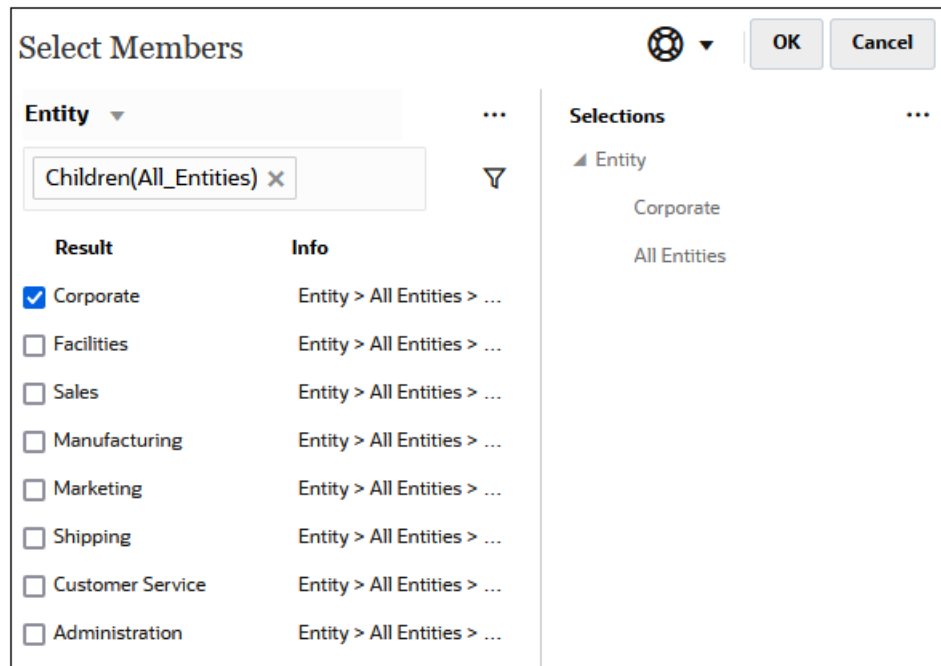 Select Members
OK
Cancel
Entity
...
Children(All_Entities)
Result Info
Corporate Entity > All Entities > ...
Facilities Entity > All Entities > ...
Sales Entity > All Entities > ...
Manufacturing Entity > All Entities > ...
Marketing Entity > All Entities > ...
Shipping Entity > All Entities > ...
Customer Service Entity > All Entities > ...
Administration Entity > All Entities > ...
Selections
...
Entity
Corporate
All Entities